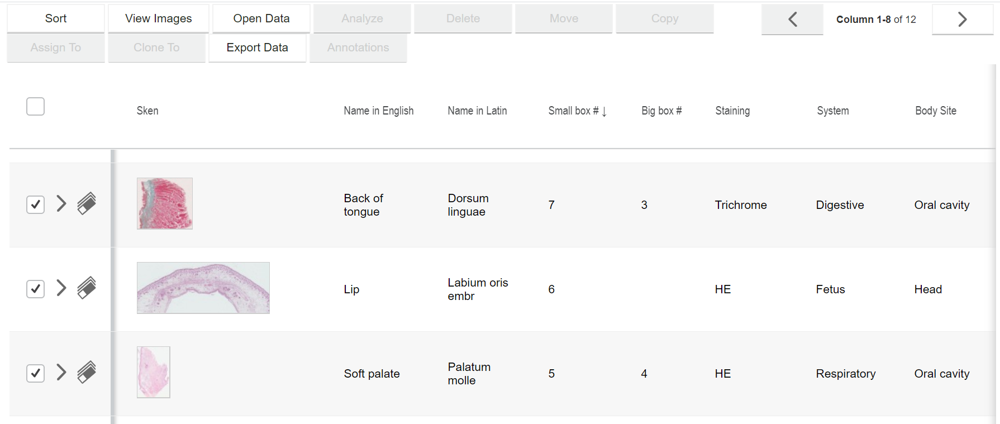 Sort View Images Open Data Analyze Delete Move Copy Column 1-8 of 12
Assign To Clone To Export Data Annotations
Sken Name in English Name in Latin Small box # ↓ Big box # Staining System Body Site
Back of
tongue
Dorsum
linguae
7 3 Trichrome Digestive Oral cavity
Lip
Labium oris
embr
6 HE Fetus Head
Soft palate
Palatum
molle
5 4 HE Respiratory Oral cavity